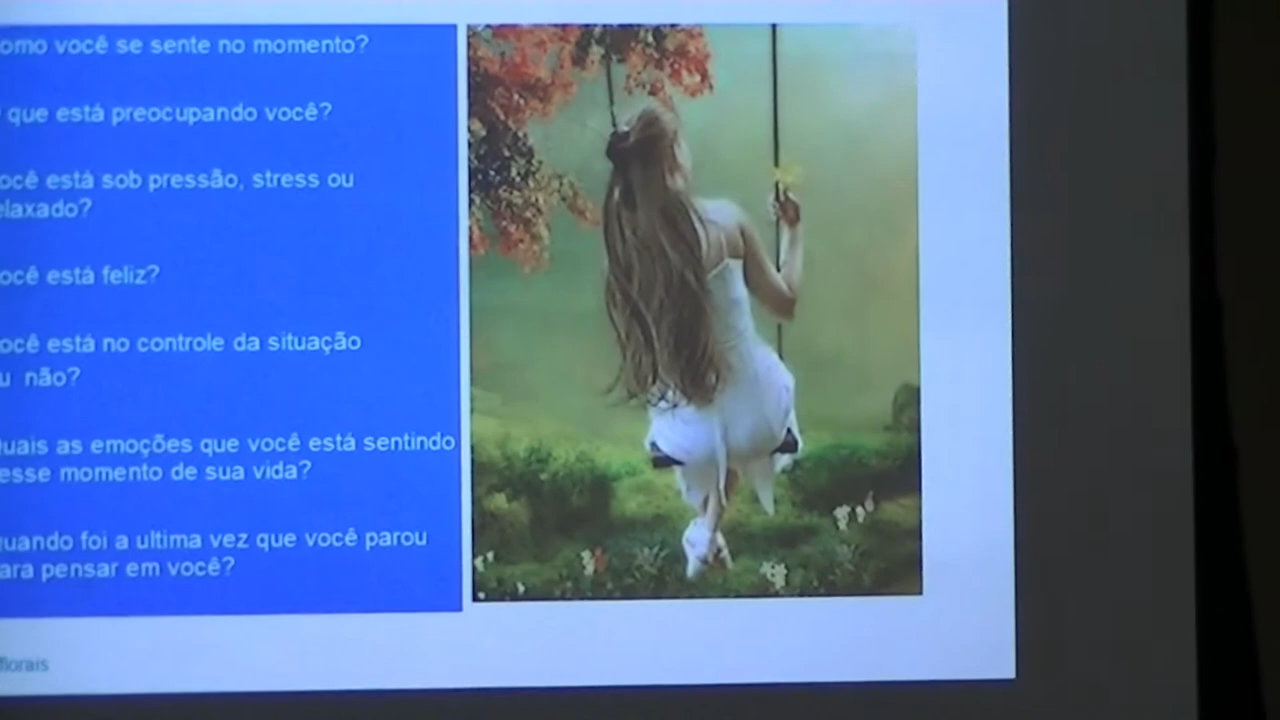 omo você se sente no momento?
que está preocupando você?
ocê está sob pressão, stress ou
elaxado?
ocê está feliz?
ocê está no controle da situação
u não?
uais as emoções que você está sentindo
esse momento de sua vida?
uando foi a ultima vez que você parou
ara pensar em você?
florais